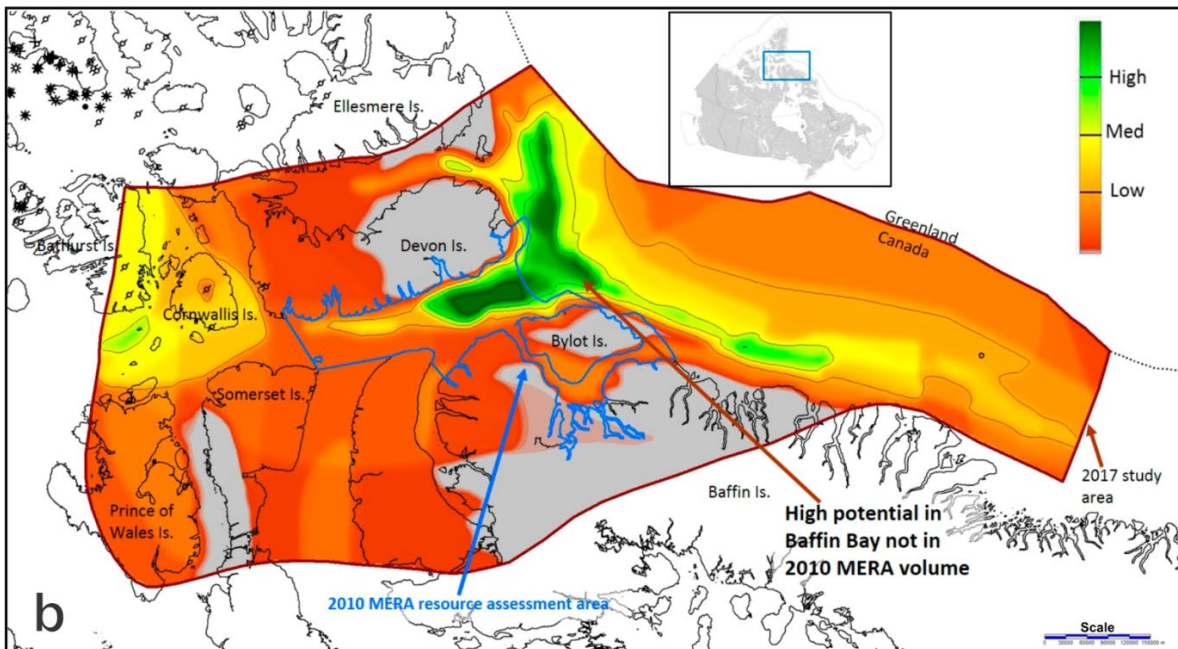 Ellesmere Is.
High
Med
Low
Greenland
Canada
Bathurst Is.
Devon Is.
Cornwallis Is.
Bylot Is.
Somerset Is.
Prince of
Wales Is.
Baffin Is.
2017 study
area
High potential in
Baffin Bay not in
2010 MERA volume
2010 MERA resource assessment area
b
Scale